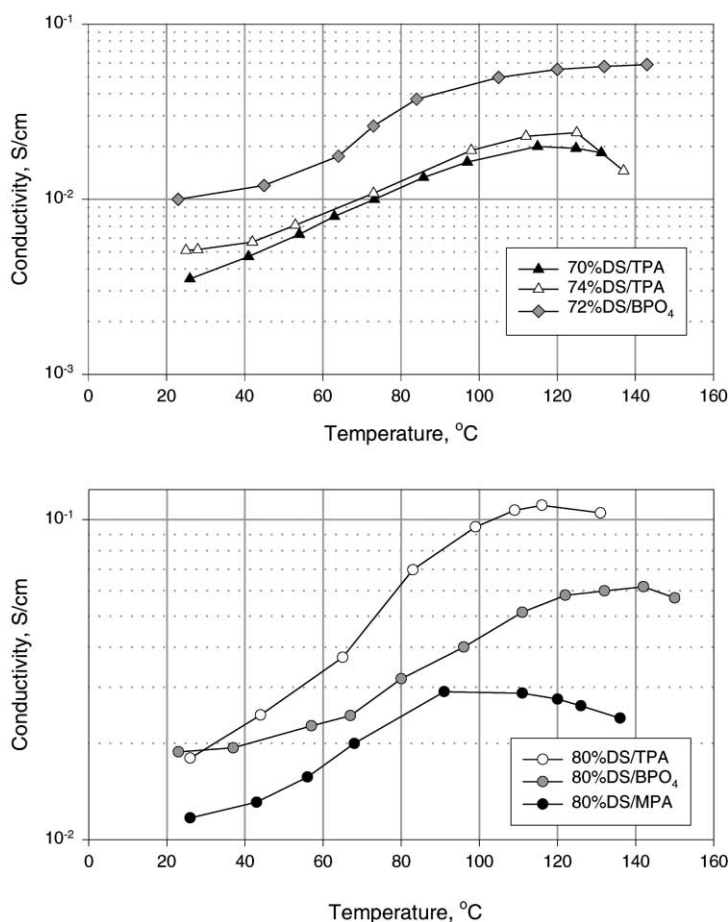 10⁻¹
10⁻²
10⁻³
Conductivity, S/cm
70%DS/TPA
74%DS/TPA
72%DS/BPO₄
0 20 40 60 80 100 120 140 160
Temperature, °C
10⁻¹
10⁻²
Conductivity, S/cm
80%DS/TPA
80%DS/BPO₄
80%DS/MPA
0 20 40 60 80 100 120 140 160
Temperature, °C